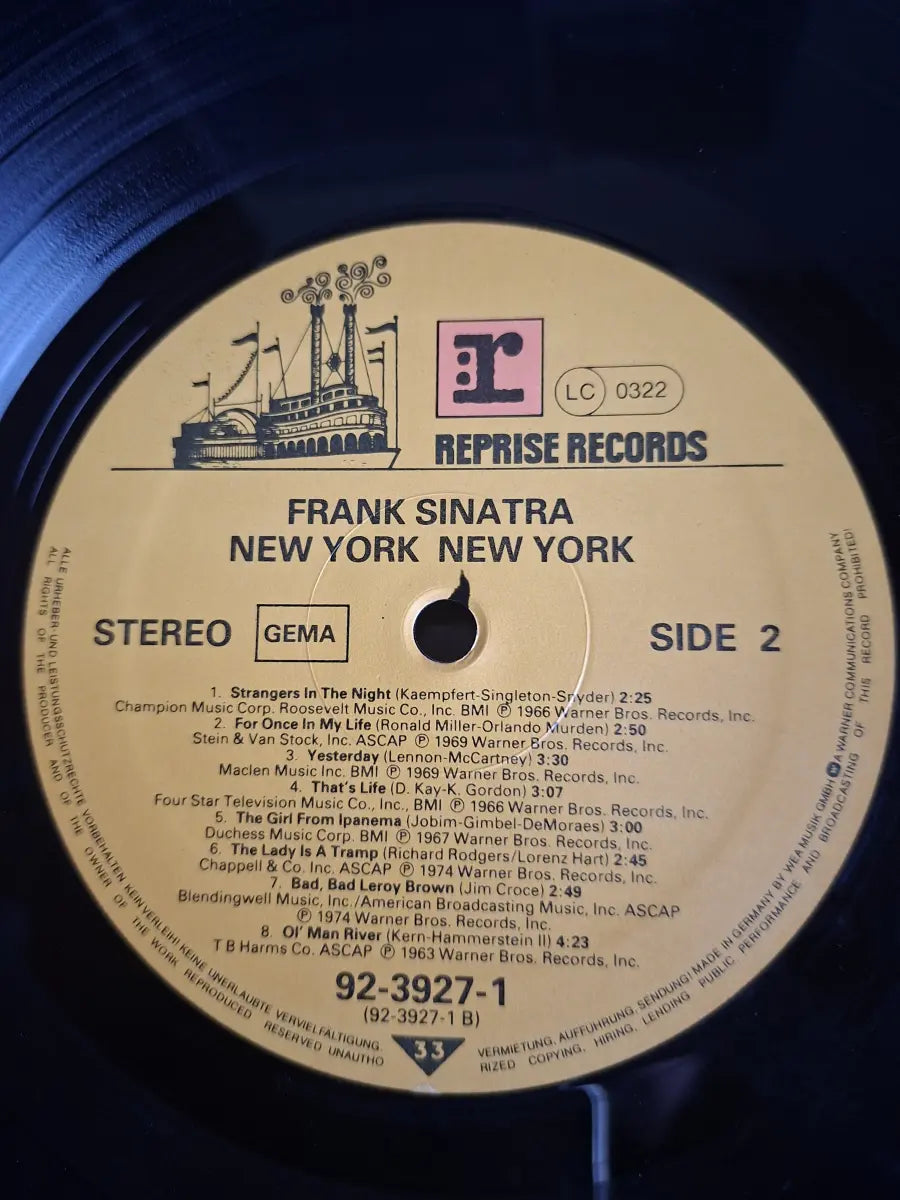 r
LC 0322
REPRISE RECORDS
FRANK SINATRA
NEW YORK NEW YORK
STEREO GEMA SIDE 2
1. Strangers In The Night (Kaempfert-Singleton-Snyder) 2:25
Champion Music Corp. Roosevelt Music Co., Inc. BMI ℗ 1966 Warner Bros. Records, Inc.
2. For Once In My Life (Ronald Miller-Orlando Murden) 2:50
Stein & Van Stock, Inc. ASCAP ℗ 1969 Warner Bros. Records, Inc.
3. Yesterday (Lennon-McCartney) 3:30
Maclen Music Inc. BMI ℗ 1969 Warner Bros. Records, Inc.
4. That's Life (D. Kay-K. Gordon) 3:07
Four Star Television Music Co., Inc., BMI ℗ 1966 Warner Bros. Records, Inc.
5. The Girl From Ipanema (Jobim-Gimbel-DeMoraes) 3:00
Duchess Music Corp. BMI ℗ 1967 Warner Bros. Records, Inc.
6. The Lady Is A Tramp (Richard Rodgers/Lorenz Hart) 2:45
Chappell & Co. Inc. ASCAP ℗ 1974 Warner Bros. Records, Inc.
7. Bad, Bad Leroy Brown (Jim Croce) 2:49
Blendingwell Music, Inc./American Broadcasting Music, Inc. ASCAP
℗ 1974 Warner Bros. Records, Inc.
8. Ol' Man River (Kern-Hammerstein II) 4:23
T B Harms Co. ASCAP ℗ 1963 Warner Bros. Records, Inc.
92-3927-1
(92-3927-1 B)
33
ALLE URHEBER- UND LEISTUNGSSCHUTZRECHTE VORBEHALTEN KEIN VERLEIH! KEINE UNERLAUBTE VERVIELFÄLTIGUNG.
VERMIETUNG, AUFFÜHRUNG, SENDUNG! MADE IN GERMANY BY WEA MUSIK GMBH A WARNER COMMUNICATIONS COMPANY
ALL RIGHTS OF THE PRODUCER AND OF THE OWNER OF THE WORK REPRODUCED RESERVED UNAUTHO
RIZED COPYING, HIRING, LENDING PUBLIC PERFORMANCE AND BROADCASTING OF THIS RECORD PROHIBITED!